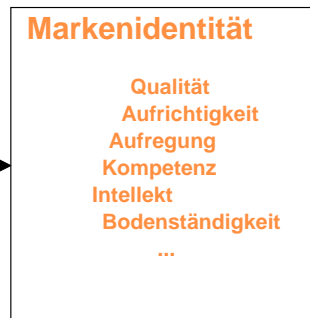 Markenidentität
Qualität
Aufrichtigkeit
Aufregung
Kompetenz
Intellekt
Bodenständigkeit
...